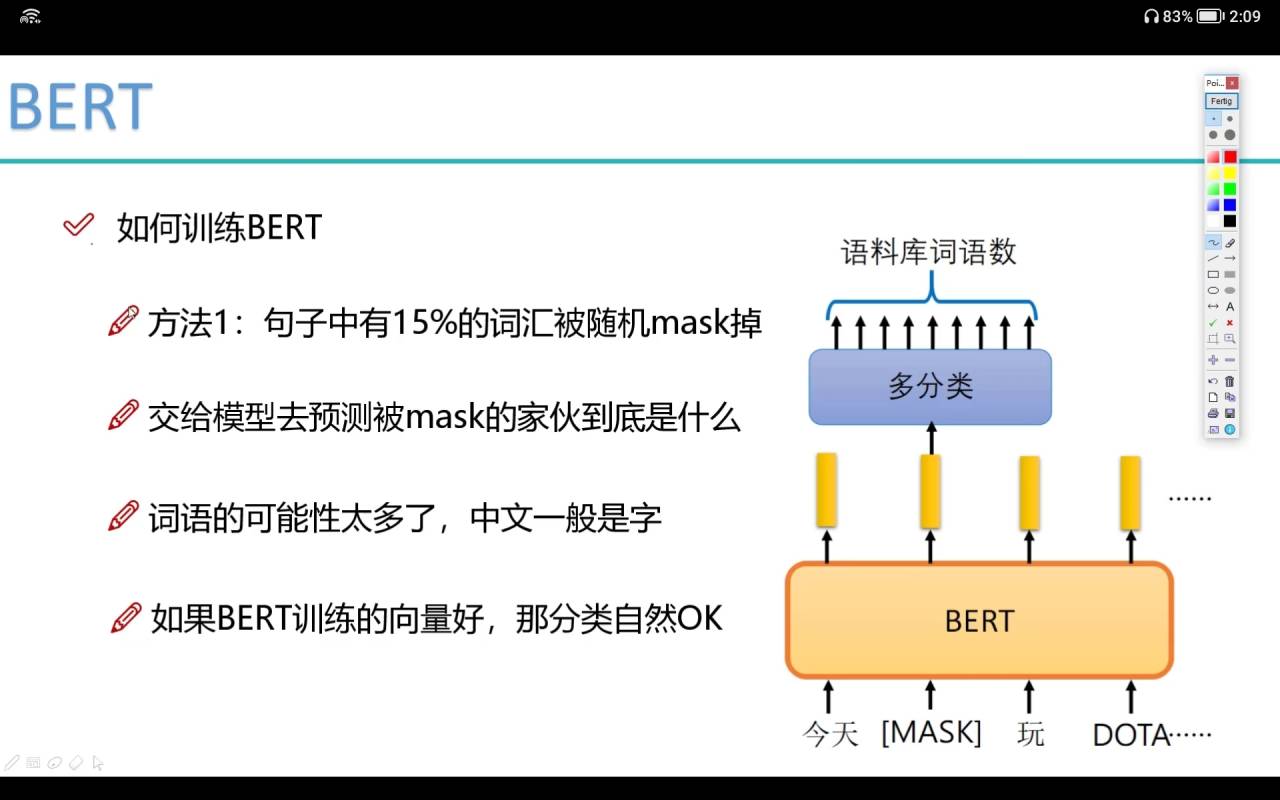 83% 2:09
BERT
Poi...
Fertig
如何训练BERT
语料库词语数
方法1：句子中有15%的词汇被随机mask掉
多分类
交给模型去预测被mask的家伙到底是什么
词语的可能性太多了，中文一般是字
......
如果BERT训练的向量好，那分类自然OK
BERT
今天 [MASK] 玩 DOTA......
A